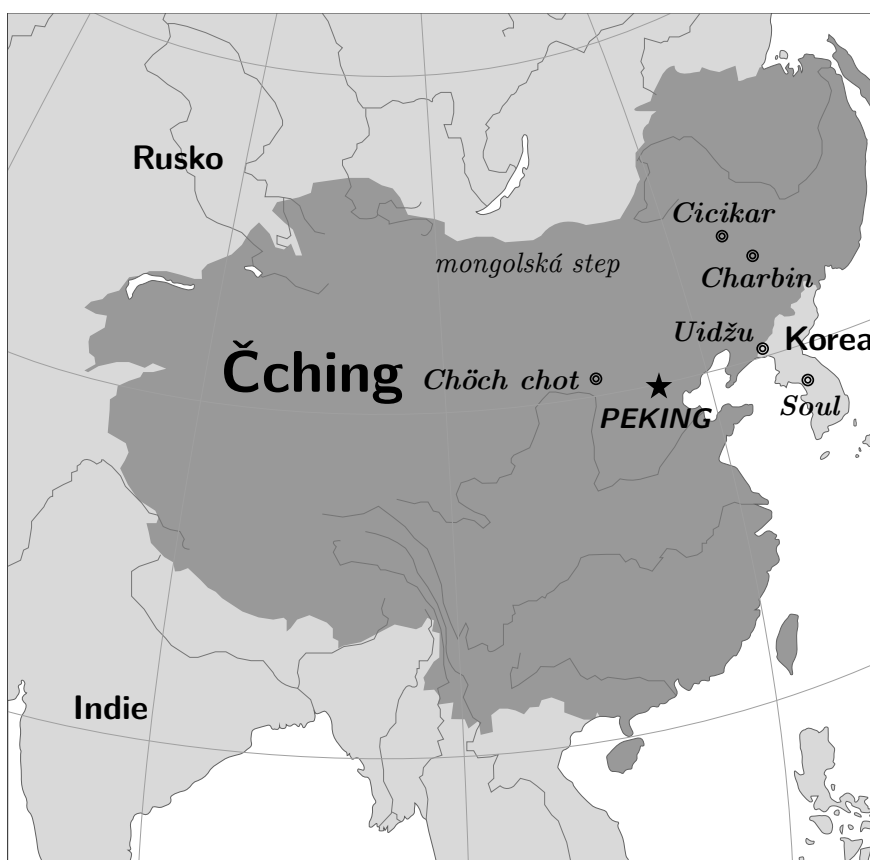 Rusko
Cicikar
mongolská step
Charbin
Uidžu
Korea
Čching
Chöch chot
PEKING
Soul
Indie